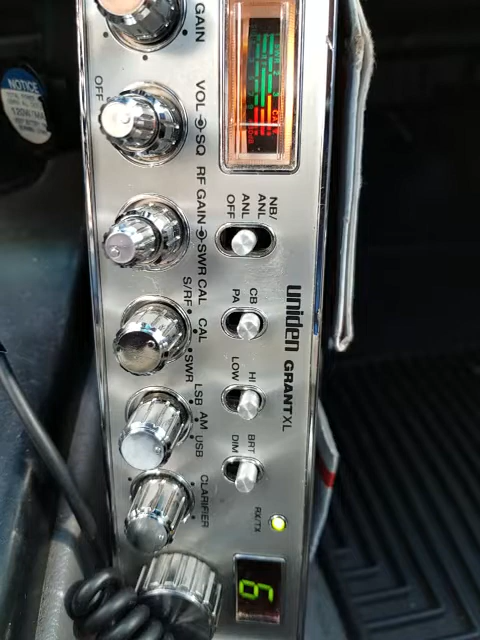 GAIN
VOL SQ
OFF
RF GAIN SWR CAL
S/RF CAL SWR
LSB AM USB
CLARIFIER
NB/
ANL
ANL
OFF
CB
PA
HI
LOW
BRT
DIM
RX/TX
uniden GRANT XL
NOTICE